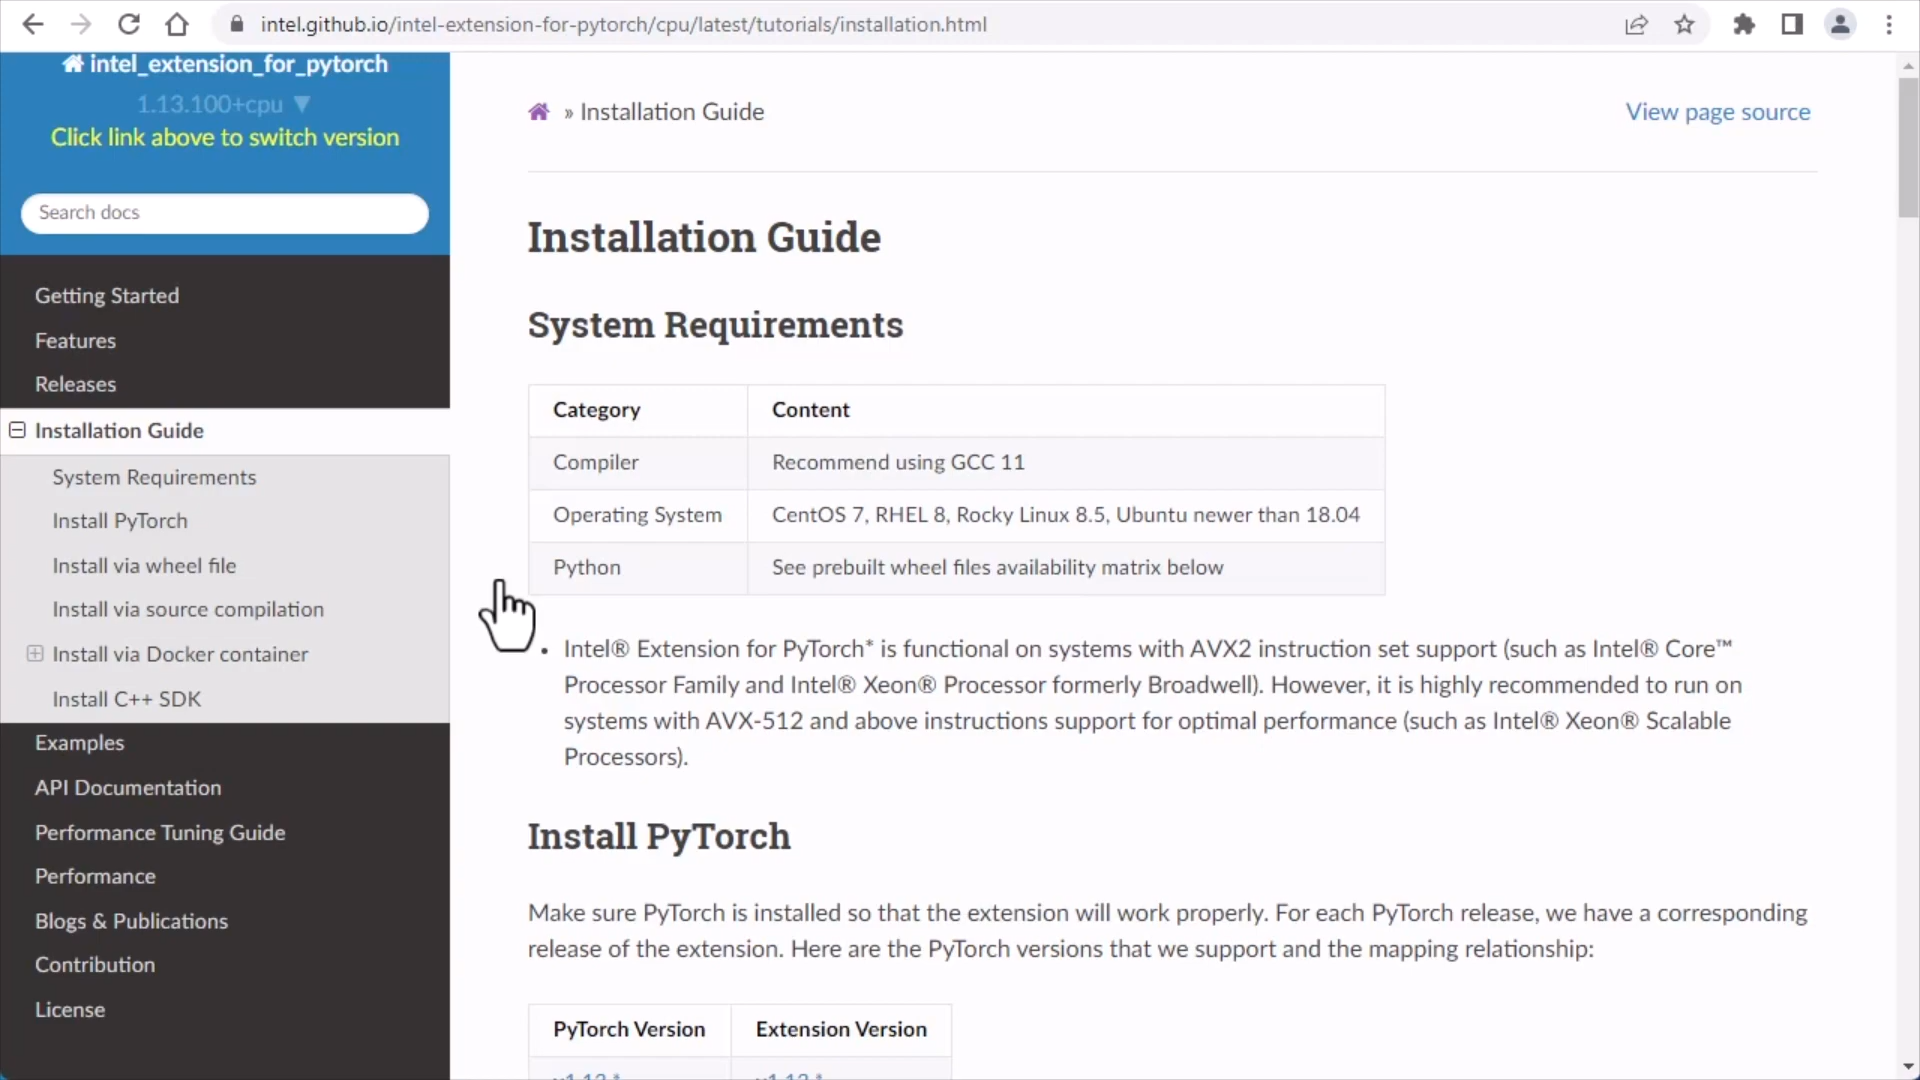 intel.github.io/intel-extension-for-pytorch/cpu/latest/tutorials/installation.html
intel_extension_for_pytorch
1.13.100+cpu ▼
Click link above to switch version
Search docs
Getting Started
Features
Releases
Installation Guide
System Requirements
Install PyTorch
Install via wheel file
Install via source compilation
Install via Docker container
Install C++ SDK
Examples
API Documentation
Performance Tuning Guide
Performance
Blogs & Publications
Contribution
License
» Installation Guide
View page source
Installation Guide
System Requirements
Category Content
Compiler Recommend using GCC 11
Operating System CentOS 7, RHEL 8, Rocky Linux 8.5, Ubuntu newer than 18.04
Python See prebuilt wheel files availability matrix below
• Intel® Extension for PyTorch* is functional on systems with AVX2 instruction set support (such as Intel® Core™
Processor Family and Intel® Xeon® Processor formerly Broadwell). However, it is highly recommended to run on
systems with AVX-512 and above instructions support for optimal performance (such as Intel® Xeon® Scalable
Processors).
Install PyTorch
Make sure PyTorch is installed so that the extension will work properly. For each PyTorch release, we have a corresponding
release of the extension. Here are the PyTorch versions that we support and the mapping relationship:
PyTorch Version Extension Version